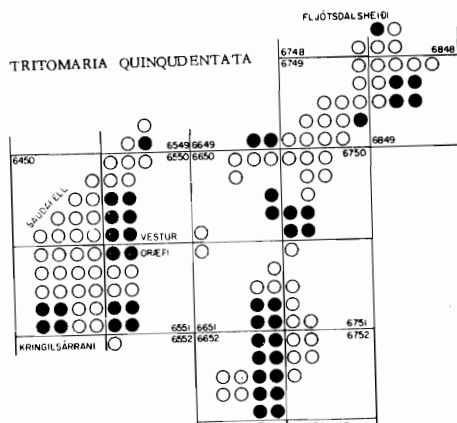 FLJÓTSDALSHEIÐI
6748 6848
TRITOMARIA QUINQUDENTATA
6749
6849
6549 6649
6450 6550 6650 6750
SAUÐAFELL
VESTUR
ÖRÆFI
6551 6651 6751
KRINGILSÁRRANI 6552 6652 6752